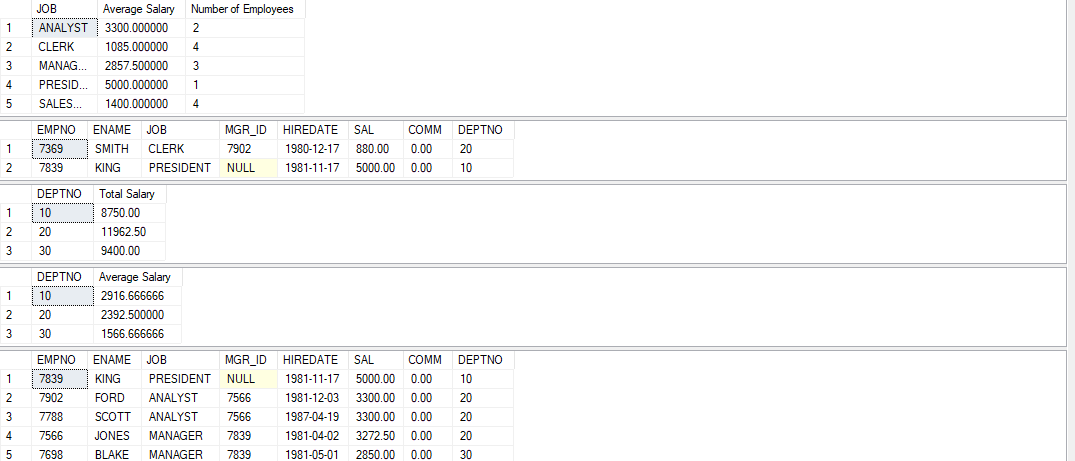 JOB Average Salary Number of Employees
1 ANALYST 3300.000000 2
2 CLERK 1085.000000 4
3 MANAG... 2857.500000 3
4 PRESID... 5000.000000 1
5 SALES... 1400.000000 4
EMPNO ENAME JOB MGR_ID HIREDATE SAL COMM DEPTNO
1 7369 SMITH CLERK 7902 1980-12-17 880.00 0.00 20
2 7839 KING PRESIDENT NULL 1981-11-17 5000.00 0.00 10
DEPTNO Total Salary
1 10 8750.00
2 20 11962.50
3 30 9400.00
DEPTNO Average Salary
1 10 2916.666666
2 20 2392.500000
3 30 1566.666666
EMPNO ENAME JOB MGR_ID HIREDATE SAL COMM DEPTNO
1 7839 KING PRESIDENT NULL 1981-11-17 5000.00 0.00 10
2 7902 FORD ANALYST 7566 1981-12-03 3300.00 0.00 20
3 7788 SCOTT ANALYST 7566 1987-04-19 3300.00 0.00 20
4 7566 JONES MANAGER 7839 1981-04-02 3272.50 0.00 20
5 7698 BLAKE MANAGER 7839 1981-05-01 2850.00 0.00 30